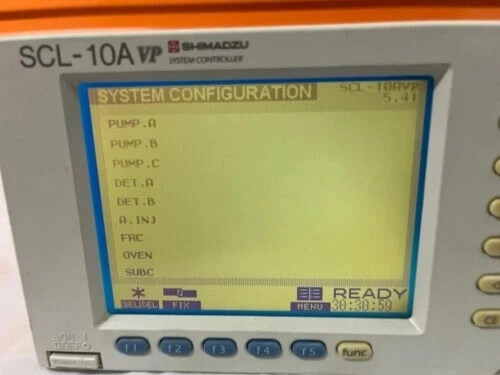 SCL-10A VP SHIMADZU
SYSTEM CONTROLLER
SYSTEM CONFIGURATION
SCL-10AVP
5.41
PUMP.A
PUMP.B
PUMP.C
DET.A
DET.B
A.INJ
FRC
OVEN
SUBC
SEL/DEL
FIX
MENU
READY
30:30:59
f1
f2
f3
f4
f5
func